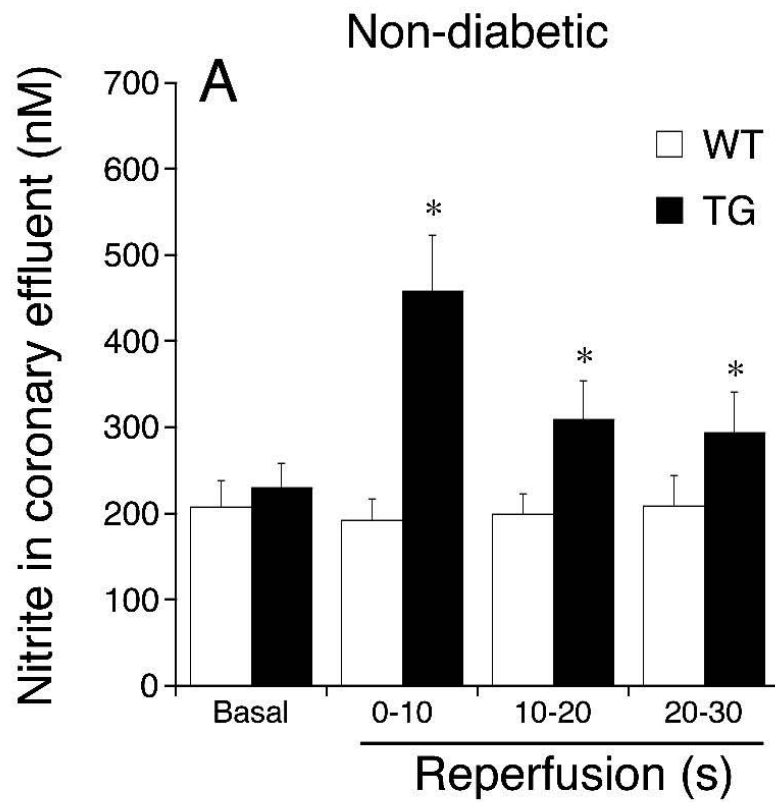 Non-diabetic
A
Nitrite in coronary effluent (nM)
700
600
500
400
300
200
100
0
WT
TG
*
*
*
Basal
0-10
10-20
20-30
Reperfusion (s)